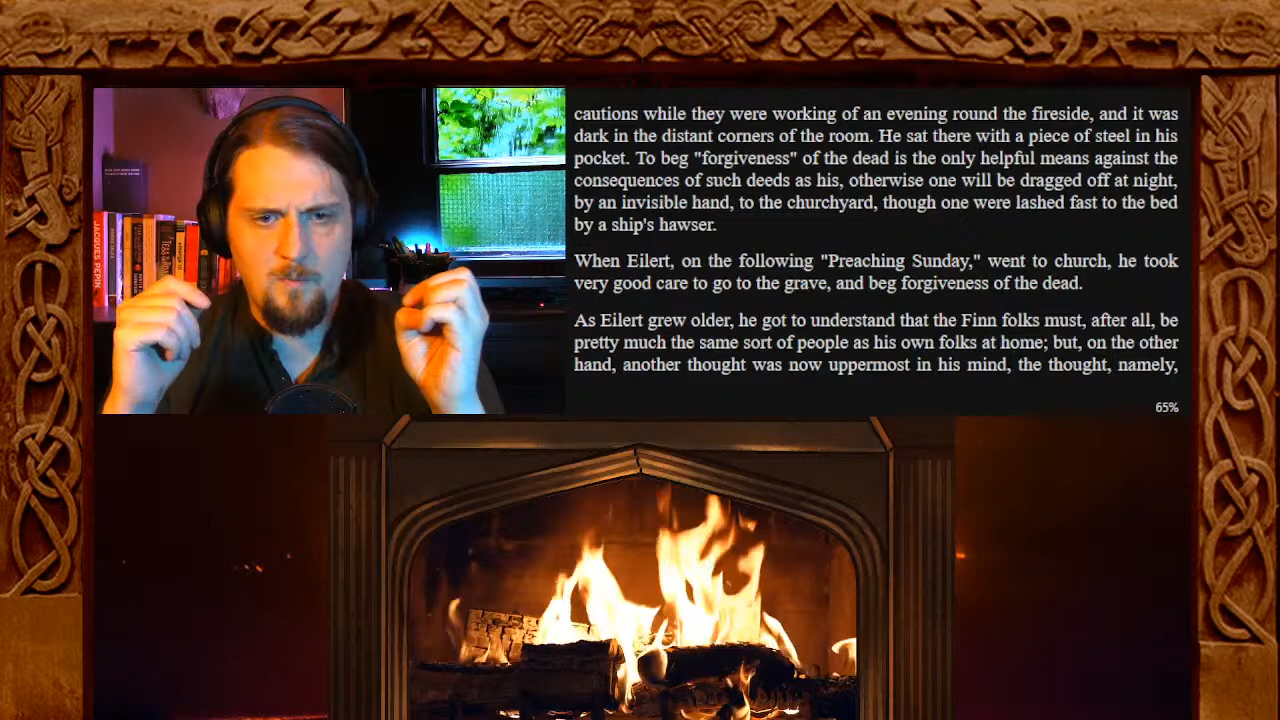 cautions while they were working of an evening round the fireside, and it was
dark in the distant corners of the room. He sat there with a piece of steel in his
pocket. To beg "forgiveness" of the dead is the only helpful means against the
consequences of such deeds as his, otherwise one will be dragged off at night,
by an invisible hand, to the churchyard, though one were lashed fast to the bed
by a ship's hawser.
When Eilert, on the following "Preaching Sunday," went to church, he took
very good care to go to the grave, and beg forgiveness of the dead.
As Eilert grew older, he got to understand that the Finn folks must, after all, be
pretty much the same sort of people as his own folks at home; but, on the other
hand, another thought was now uppermost in his mind, the thought, namely,
65%
JACQUES PEPIN